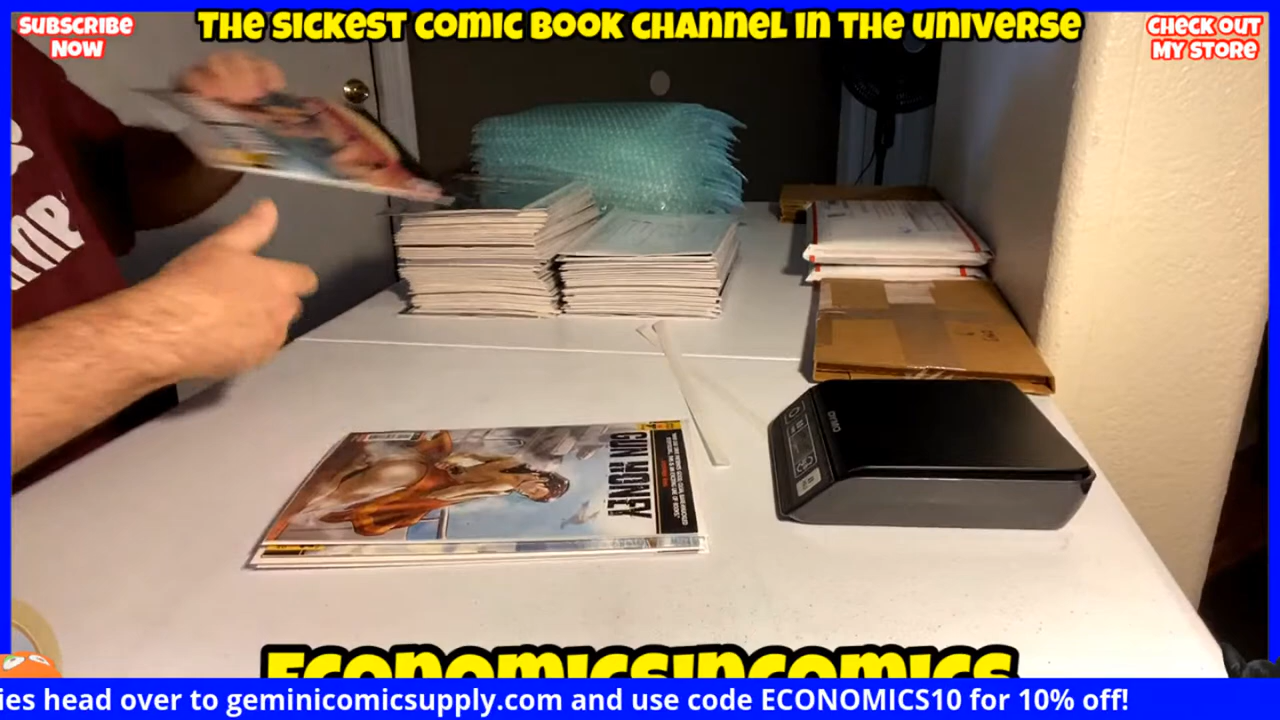 SUBSCRIBE
NOW
THE SICKEST COMIC BOOK CHANNEL IN THE UNIVERSE
CHECK OUT
MY STORE
GUN HONEY
ECONOMICSINCOMICS
ies head over to geminicomicsupply.com and use code ECONOMICS10 for 10% off!